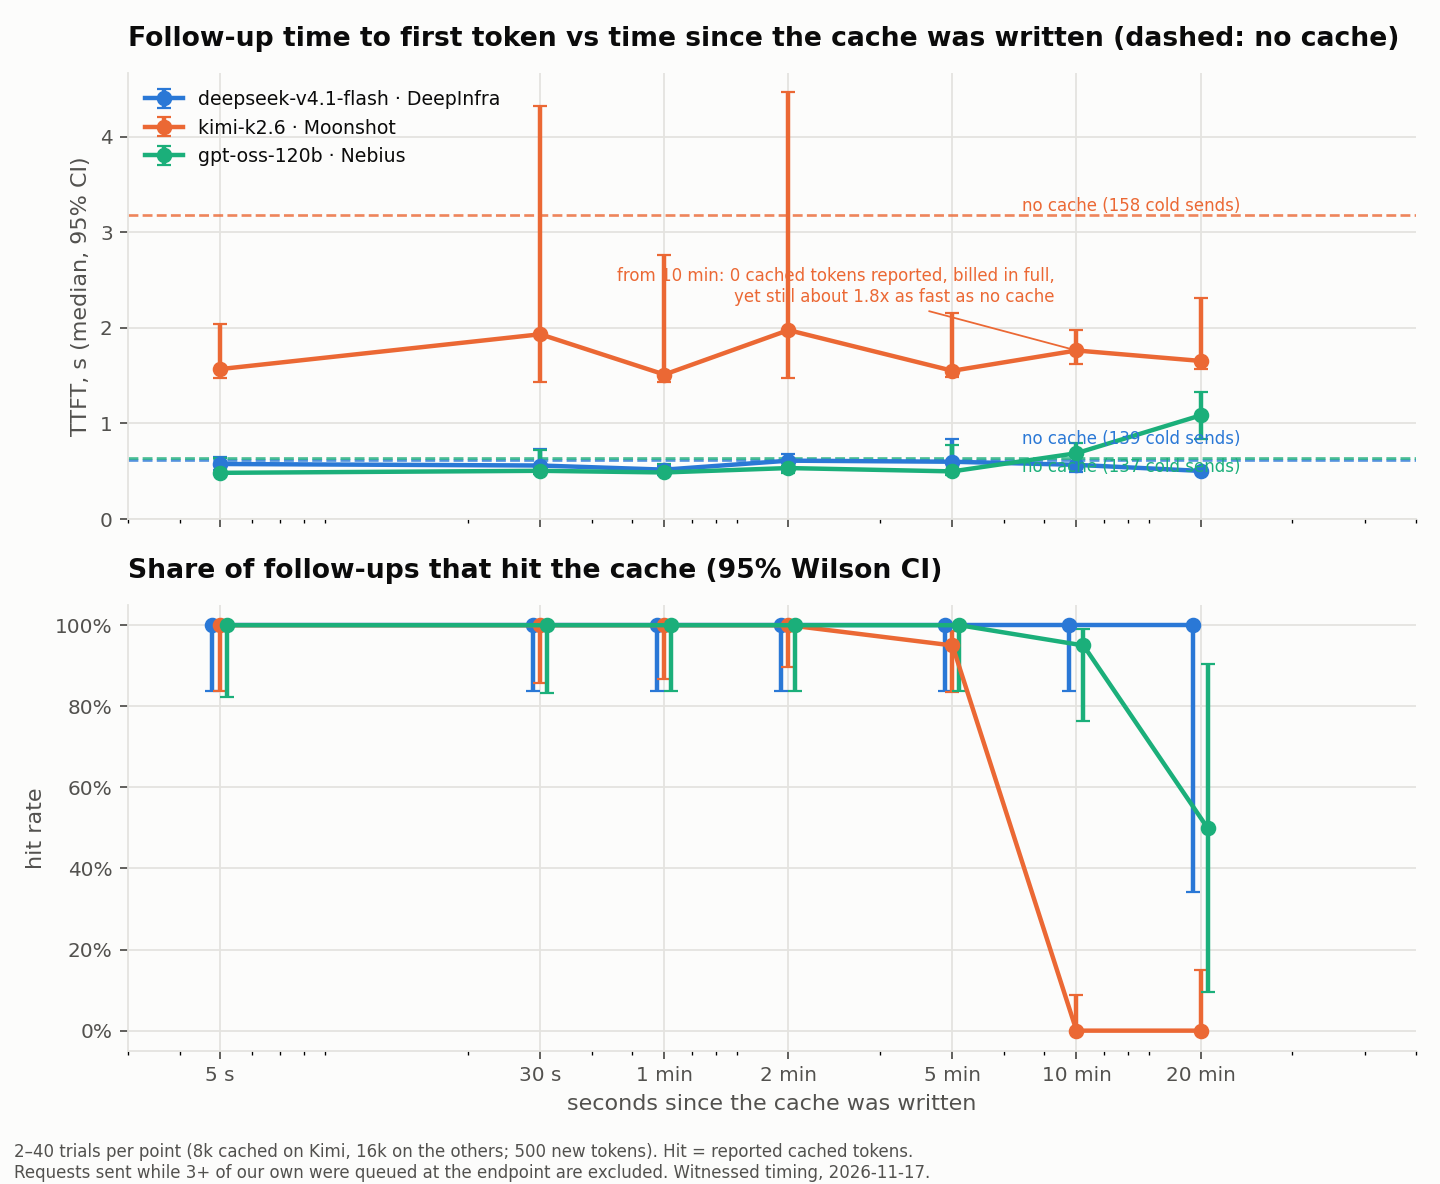 Follow-up time to first token vs time since the cache was written (dashed: no cache)
deepseek-v4.1-flash · DeepInfra
kimi-k2.6 · Moonshot
gpt-oss-120b · Nebius
TTFT, s (median, 95% CI)
4
3
2
1
0
no cache (158 cold sends)
from 10 min: 0 cached tokens reported, billed in full,
yet still about 1.8x as fast as no cache
no cache (139 cold sends)
no cache (137 cold sends)
Share of follow-ups that hit the cache (95% Wilson CI)
hit rate
100%
80%
60%
40%
20%
0%
5 s
30 s
1 min
2 min
5 min
10 min
20 min
seconds since the cache was written
2–40 trials per point (8k cached on Kimi, 16k on the others; 500 new tokens). Hit = reported cached tokens.
Requests sent while 3+ of our own were queued at the endpoint are excluded. Witnessed timing, 2026-11-17.